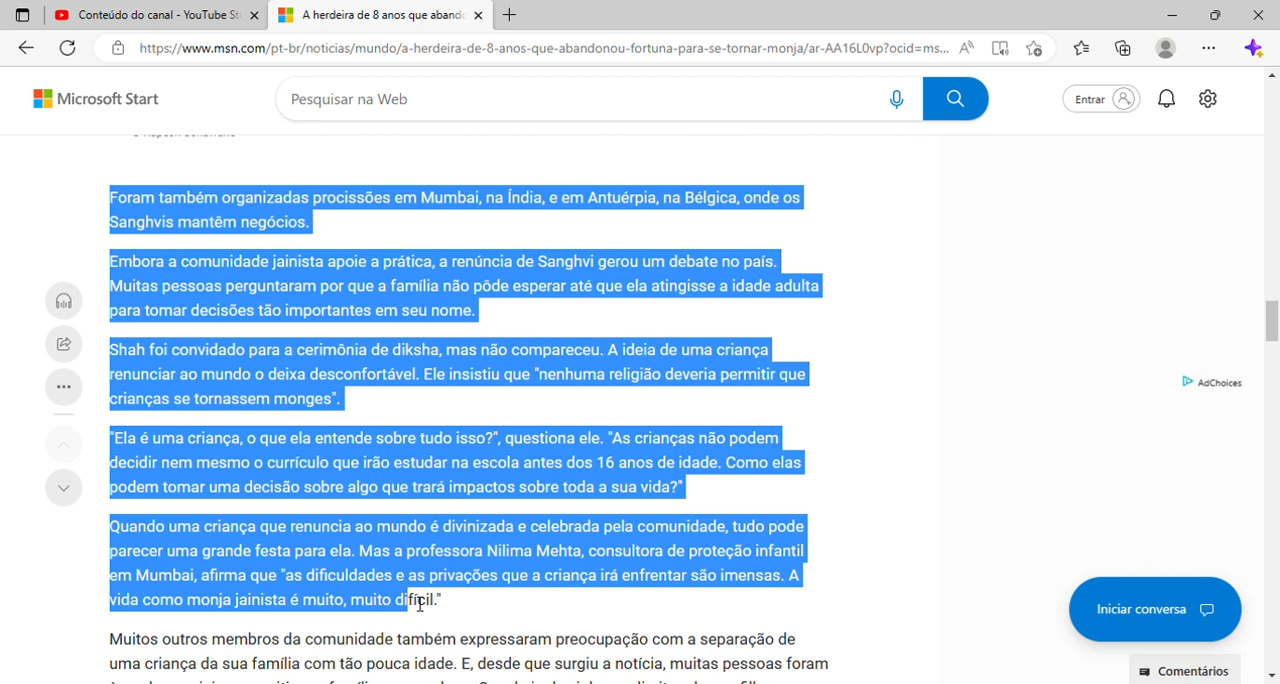 Conteúdo do canal - YouTube St
A herdeira de 8 anos que aband
https://www.msn.com/pt-br/noticias/mundo/a-herdeira-de-8-anos-que-abandonou-fortuna-para-se-tornar-monja/ar-AA16L0vp?ocid=ms...
Microsoft Start
Pesquisar na Web
Entrar
Foram também organizadas procissões em Mumbai, na Índia, e em Antuérpia, na Bélgica, onde os
Sanghvis mantêm negócios.
Embora a comunidade jainista apoie a prática, a renúncia de Sanghvi gerou um debate no país.
Muitas pessoas perguntaram por que a família não pôde esperar até que ela atingisse a idade adulta
para tomar decisões tão importantes em seu nome.
Shah foi convidado para a cerimônia de diksha, mas não compareceu. A ideia de uma criança
renunciar ao mundo o deixa desconfortável. Ele insistiu que "nenhuma religião deveria permitir que
crianças se tornassem monges".
AdChoices
"Ela é uma criança, o que ela entende sobre tudo isso?", questiona ele. "As crianças não podem
decidir nem mesmo o currículo que irão estudar na escola antes dos 16 anos de idade. Como elas
podem tomar uma decisão sobre algo que trará impactos sobre toda a sua vida?"
Quando uma criança que renuncia ao mundo é divinizada e celebrada pela comunidade, tudo pode
parecer uma grande festa para ela. Mas a professora Nilima Mehta, consultora de proteção infantil
em Mumbai, afirma que "as dificuldades e as privações que a criança irá enfrentar são imensas. A
vida como monja jainista é muito, muito difícil."
Iniciar conversa
Muitos outros membros da comunidade também expressaram preocupação com a separação de
uma criança da sua família com tão pouca idade. E, desde que surgiu a notícia, muitas pessoas foram
Comentários